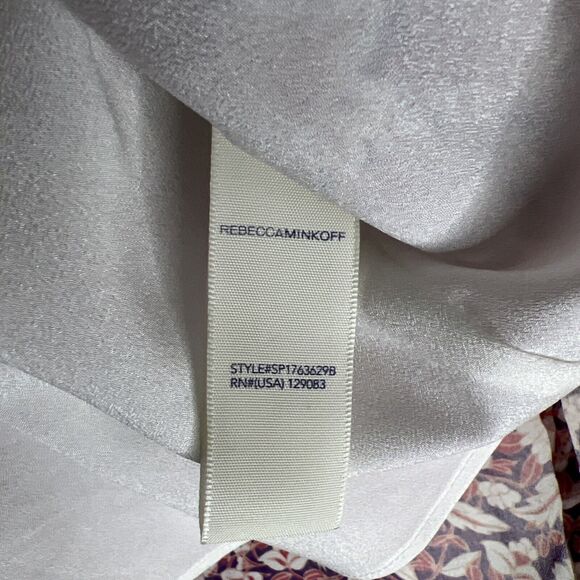 REBECCAMINKOFF
STYLE#SP1763629B
RN#(USA) 129083